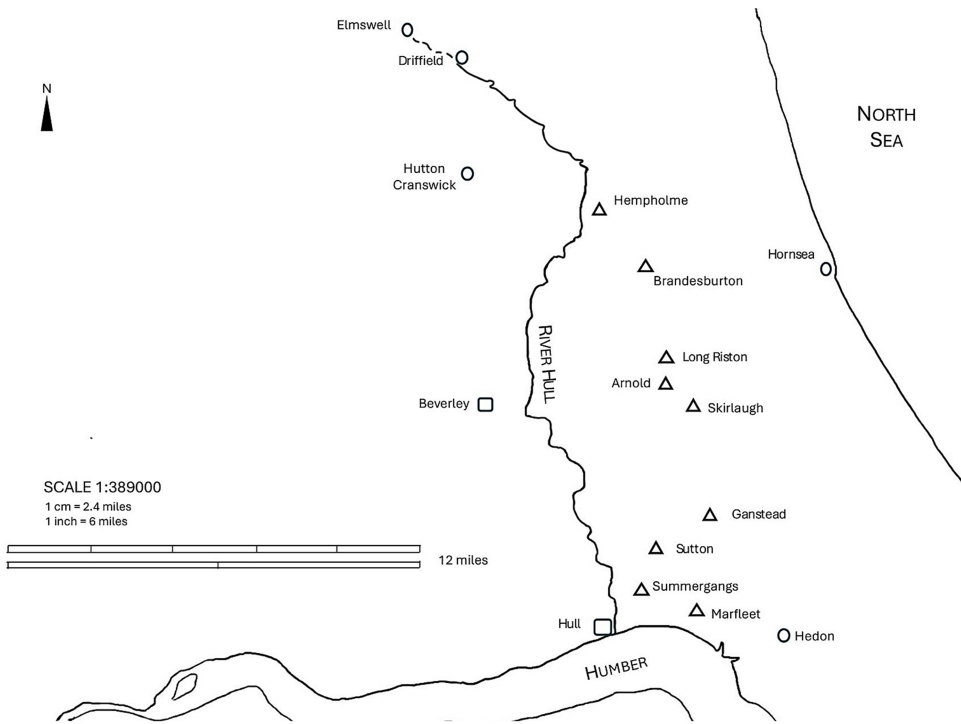 Elmswell
Driffield
N
NORTH
SEA
Hutton
Cranswick
Hempholme
Hornsea
Brandesburton
RIVER HULL
Long Riston
Arnold
Beverley
Skirlaugh
SCALE 1:389000
1 cm = 2.4 miles
1 inch = 6 miles
Ganstead
Sutton
12 miles
Summergangs
Marfleet
Hull
Hedon
HUMBER